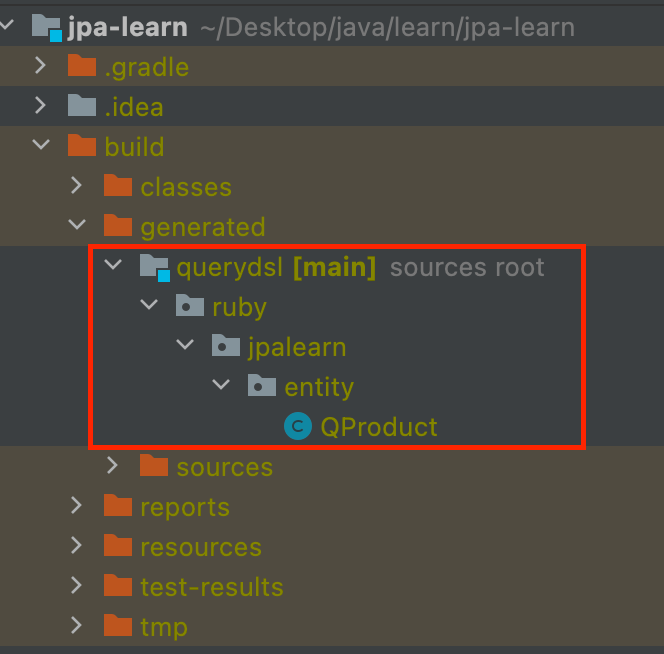 jpa-learn ~/Desktop/java/learn/jpa-learn
.gradle
.idea
build
classes
generated
querydsl [main] sources root
ruby
jpalearn
entity
C QProduct
sources
reports
resources
test-results
tmp